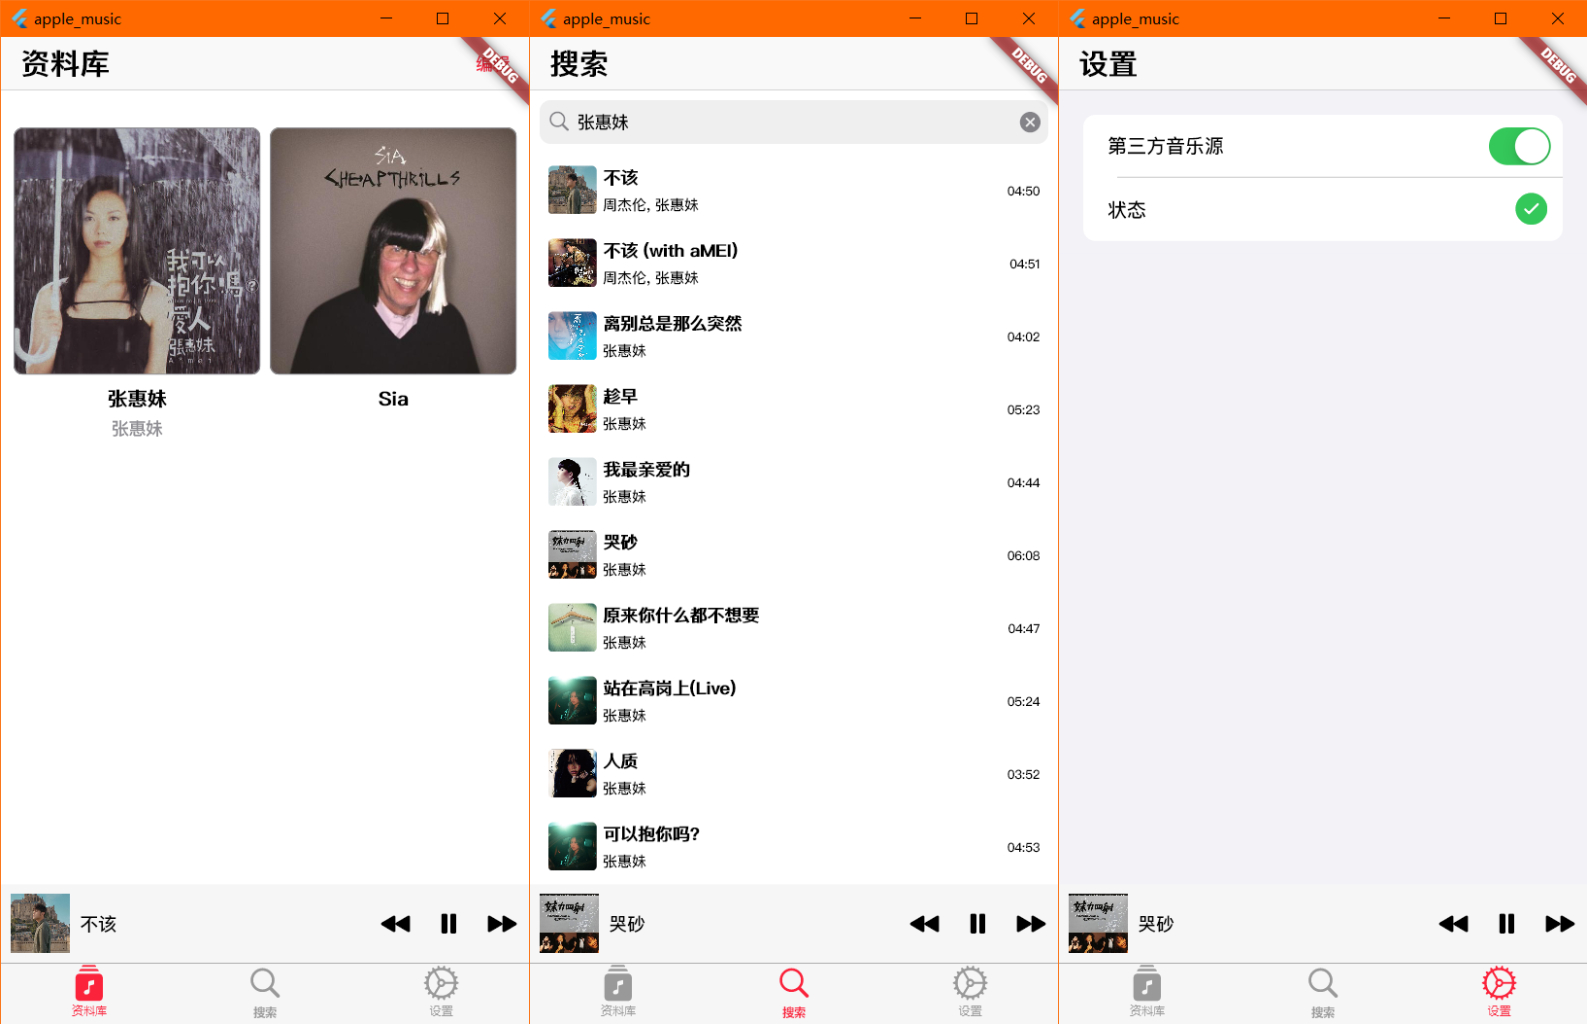 apple_music
资料库
编
DEBUG
SIA
CHEAP THRILLS
我可以
抱你嗎?
愛人
張惠妹
A*mei
张惠妹
张惠妹
Sia
不该
资料库
搜索
设置
apple_music
搜索
DEBUG
张惠妹
不该
周杰伦, 张惠妹
04:50
不该 (with aMEI)
周杰伦, 张惠妹
04:51
离别总是那么突然
张惠妹
04:02
趁早
张惠妹
05:23
我最亲爱的
张惠妹
04:44
哭砂
张惠妹
06:08
原来你什么都不想要
张惠妹
04:47
站在高岗上(Live)
张惠妹
05:24
人质
张惠妹
03:52
可以抱你吗?
张惠妹
04:53
哭砂
资料库
搜索
设置
apple_music
设置
DEBUG
第三方音乐源
状态
哭砂
资料库
搜索
设置